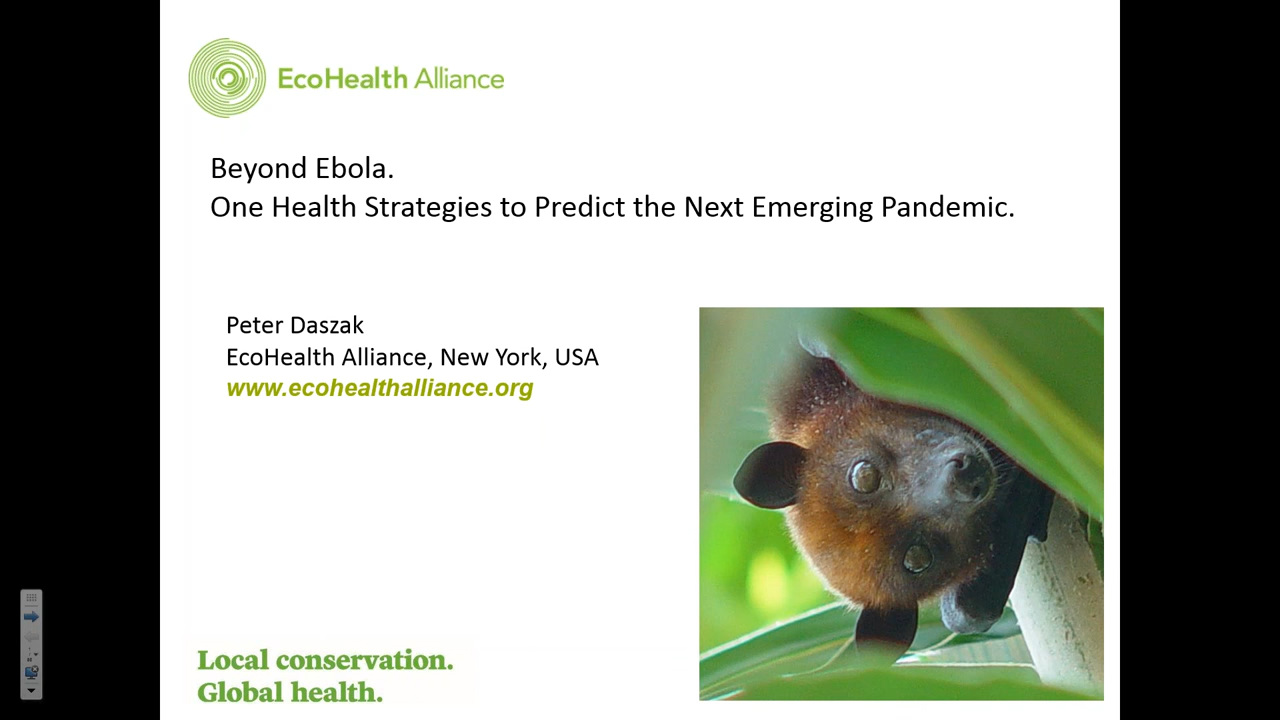 EcoHealth Alliance
Beyond Ebola.
One Health Strategies to Predict the Next Emerging Pandemic.
Peter Daszak
EcoHealth Alliance, New York, USA
www.ecohealthalliance.org
Local conservation.
Global health.